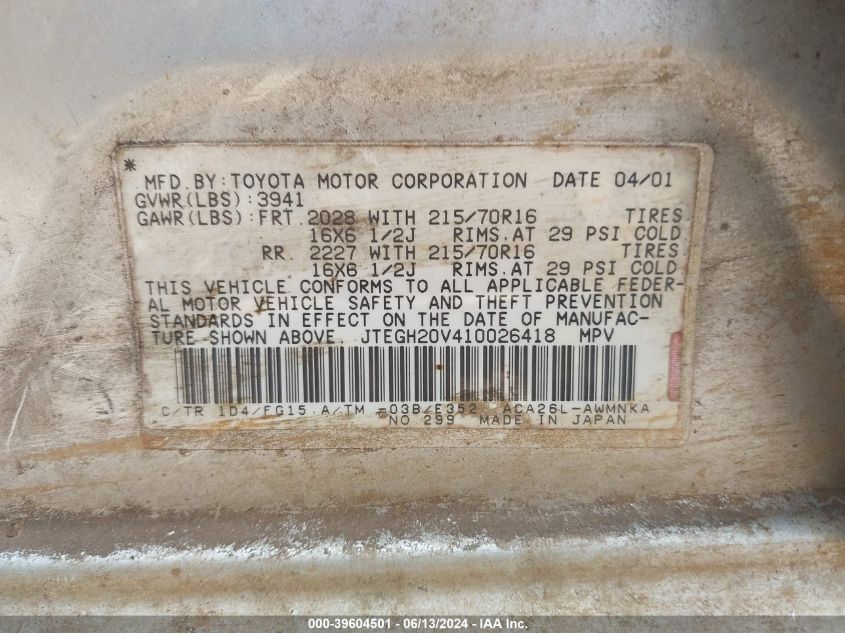 *
MFD.BY:TOYOTA MOTOR CORPORATION DATE 04/01
GVWR(LBS):3941
GAWR(LBS):FRT.2028 WITH 215/70R16 TIRES
16X6 1/2J RIMS.AT 29 PSI COLD
RR. 2227 WITH 215/70R16 TIRES
16X6 1/2J RIMS.AT 29 PSI COLD
THIS VEHICLE CONFORMS TO ALL APPLICABLE FEDER-
AL MOTOR VEHICLE SAFETY AND THEFT PREVENTION
STANDARDS IN EFFECT ON THE DATE OF MANUFAC-
TURE SHOWN ABOVE. JTEGH20V410026418 MPV
C/TR 1D4/FG15.A/TM -03B/E352 ACA26L-AWMNKA
NO 299 MADE IN JAPAN
000-39604501 - 06/13/2024 - IAA Inc.